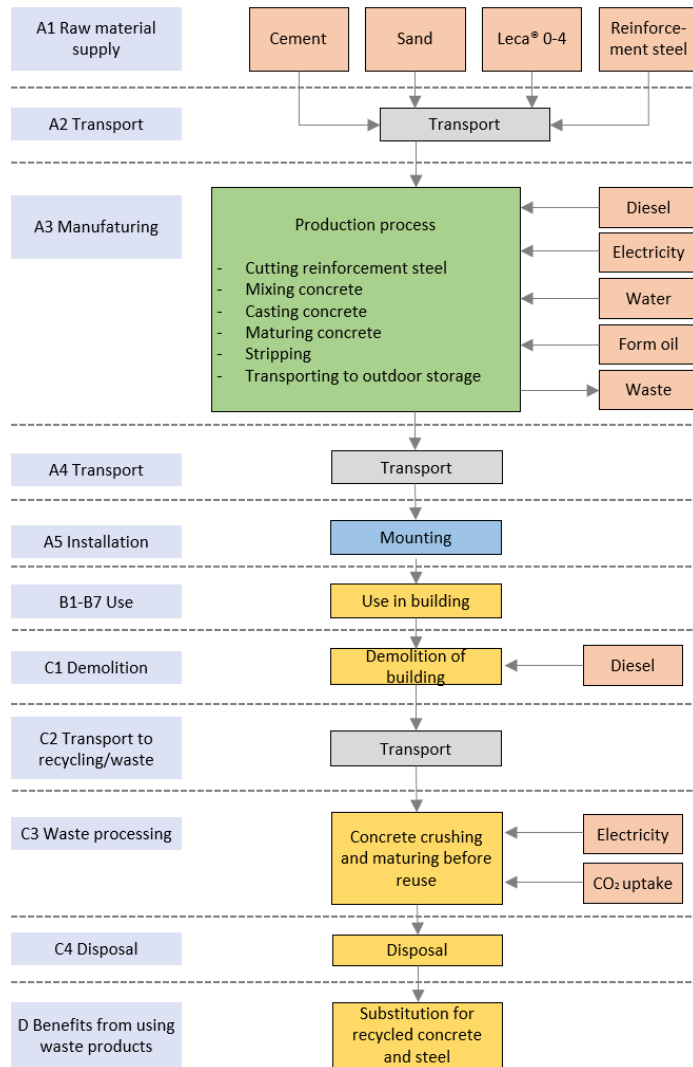 A1 Raw material
supply
Cement
Sand
Leca® 0-4
Reinforce-
ment steel
A2 Transport
Transport
A3 Manufaturing
Production process
- Cutting reinforcement steel
- Mixing concrete
- Casting concrete
- Maturing concrete
- Stripping
- Transporting to outdoor storage
Diesel
Electricity
Water
Form oil
Waste
A4 Transport
Transport
A5 Installation
Mounting
B1-B7 Use
Use in building
C1 Demolition
Demolition of
building
Diesel
C2 Transport to
recycling/waste
Transport
C3 Waste processing
Concrete crushing
and maturing before
reuse
Electricity
CO₂ uptake
C4 Disposal
Disposal
D Benefits from using
waste products
Substitution for
recycled concrete
and steel